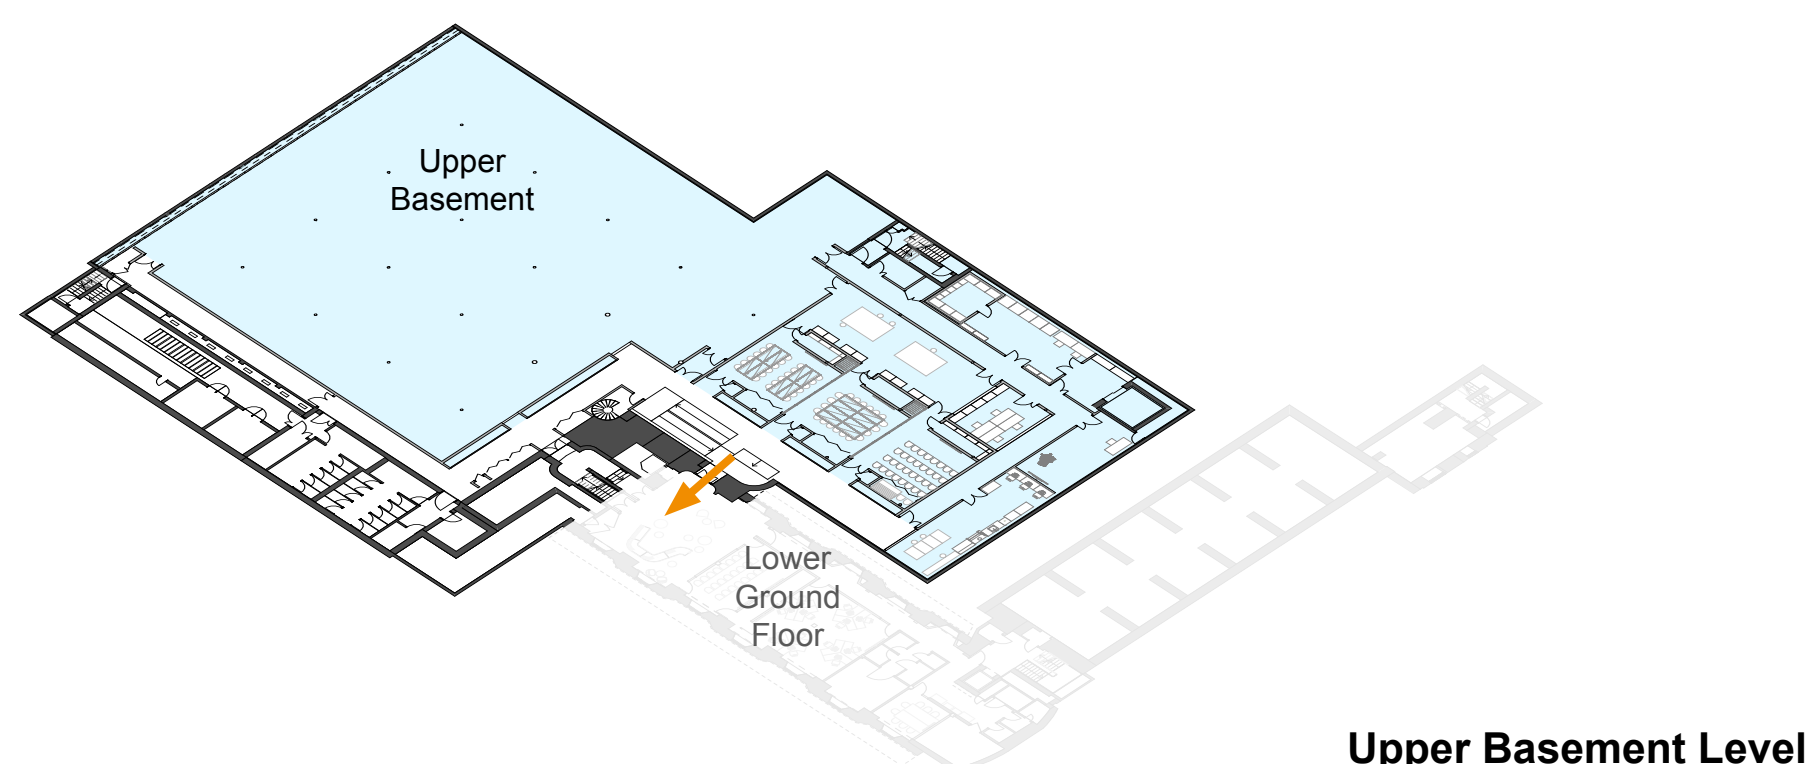 Upper
Basement
Lower
Ground
Floor
Upper Basement Level